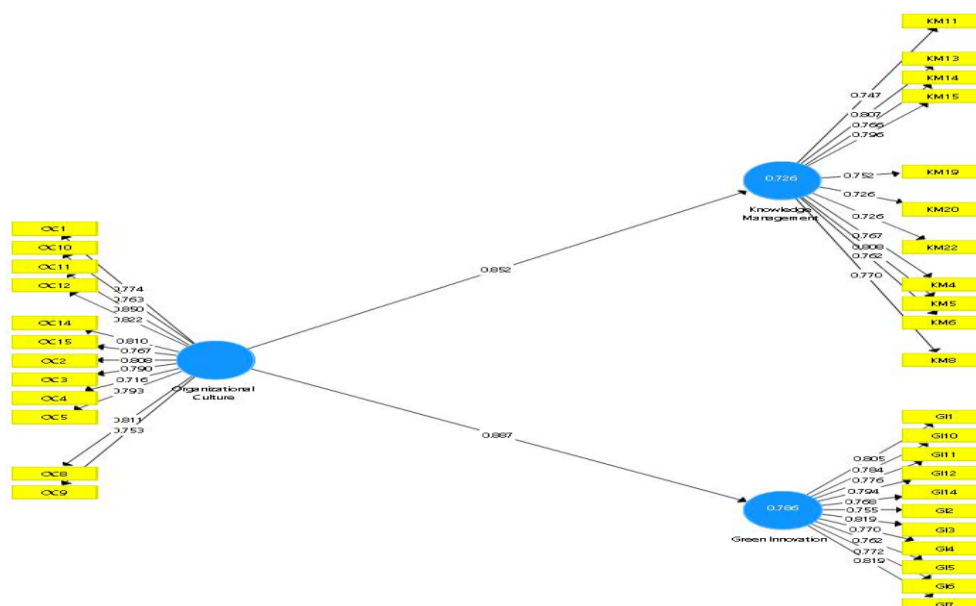 KM11
KM13
KM14
KM15
0.747
0.807
0.766
0.796
0.726
KM19
0.752
KM20
0.726
Knowledge
Management
KM22
0.726
0.767
0.808
0.762
0.770
KM4
KM5
KM6
KM8
OC1
OC10
OC11
OC12
0.774
0.763
0.850
0.822
OC14
OC15
OC2
OC3
OC4
OC5
0.810
0.767
0.808
0.790
0.716
0.793
0.811
0.753
OC8
OC9
Organizational
Culture
0.852
0.887
0.786
Green Innovation
GI1
GI10
GI11
GI12
GI14
GI2
GI3
GI4
GI5
GI6
GI7
0.805
0.784
0.776
0.794
0.768
0.755
0.819
0.770
0.762
0.772
0.819